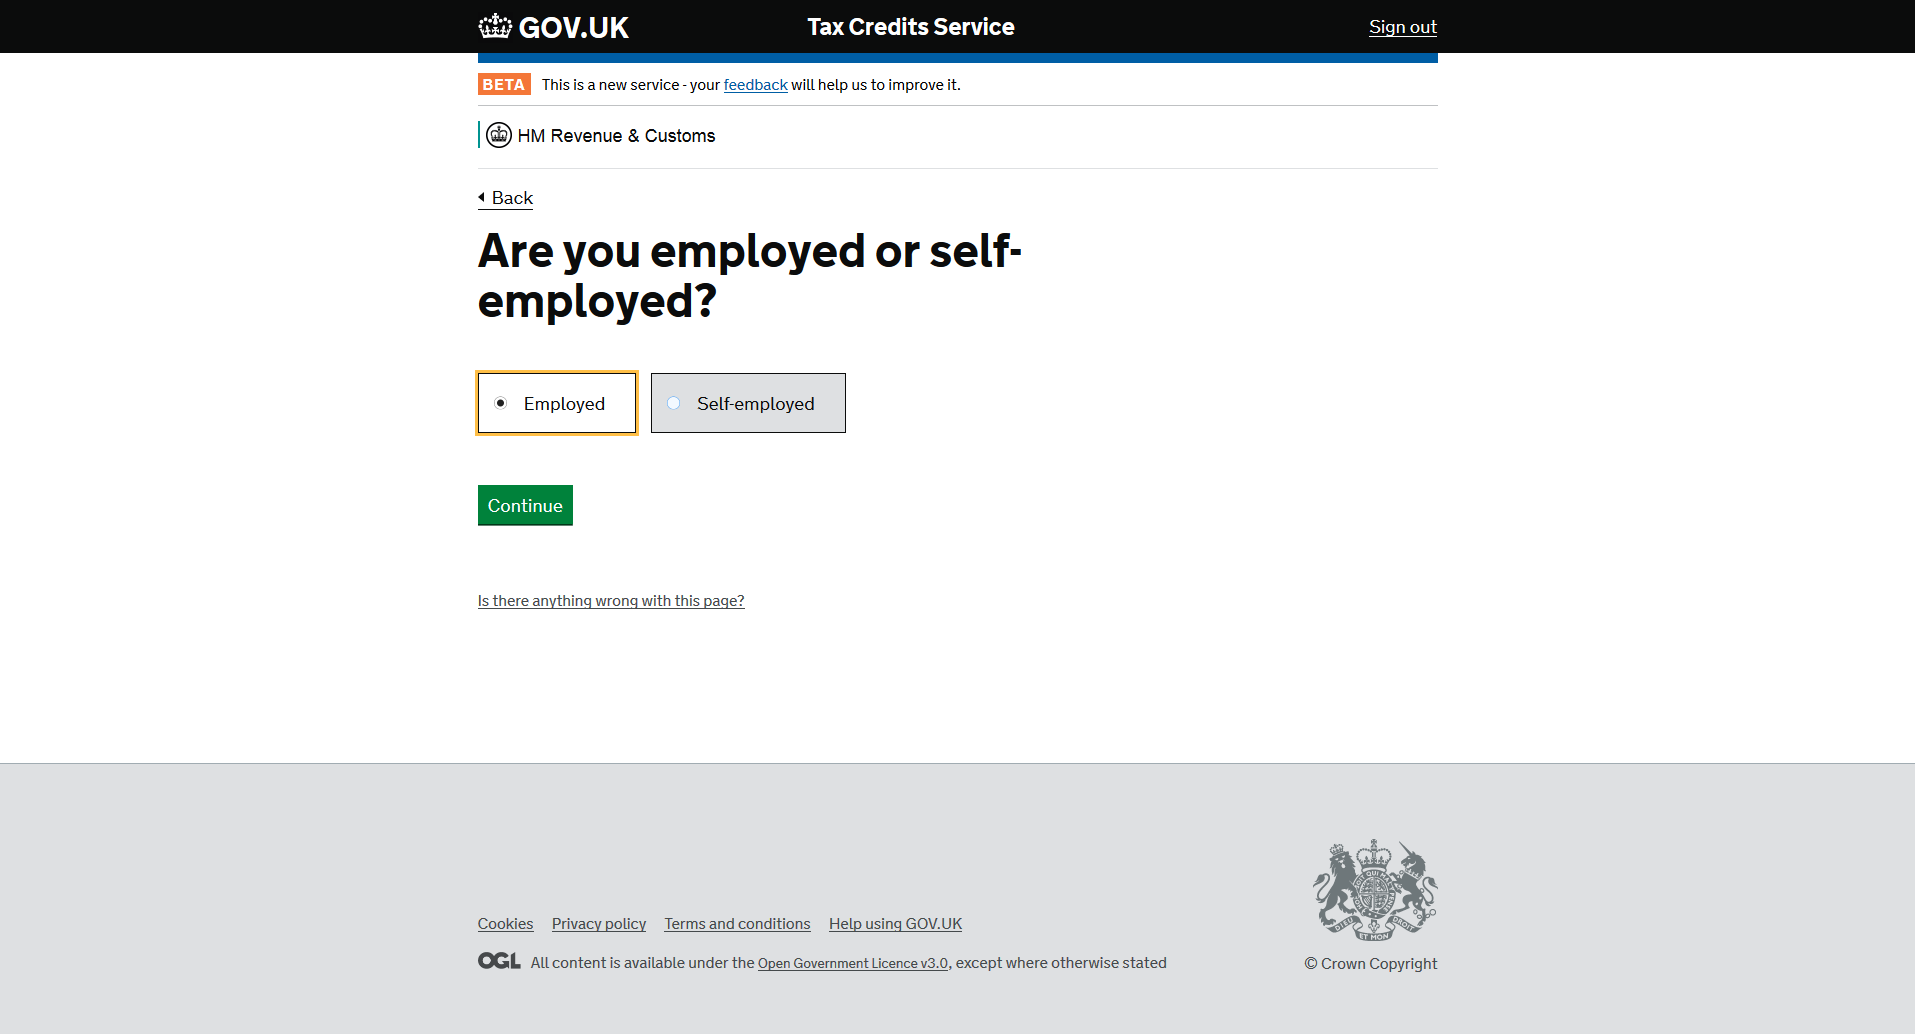 GOV.UK Tax Credits Service Sign out
BETA This is a new service - your feedback will help us to improve it.
HM Revenue & Customs
Back
Are you employed or self-
employed?
Employed Self-employed
Continue
Is there anything wrong with this page?
Cookies Privacy policy Terms and conditions Help using GOV.UK
OGL All content is available under the Open Government Licence v3.0, except where otherwise stated
© Crown Copyright